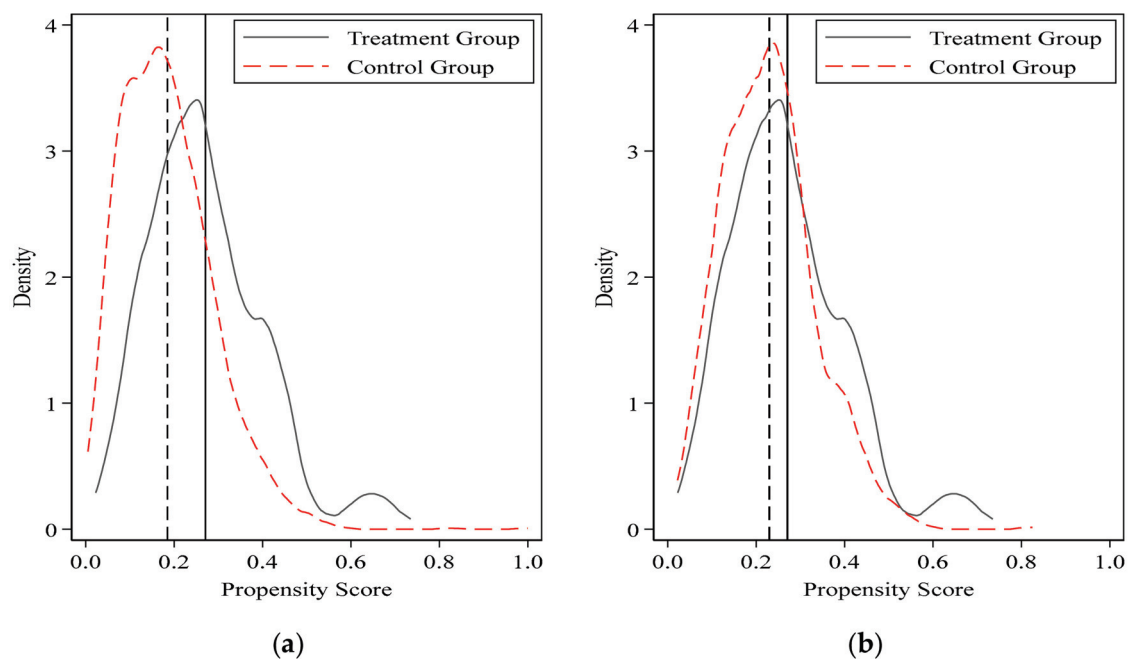 4
3
2
1
0
Density
Treatment Group
Control Group
0.0 0.2 0.4 0.6 0.8 1.0
Propensity Score
(a)
4
3
2
1
0
Density
Treatment Group
Control Group
0.0 0.2 0.4 0.6 0.8 1.0
Propensity Score
(b)